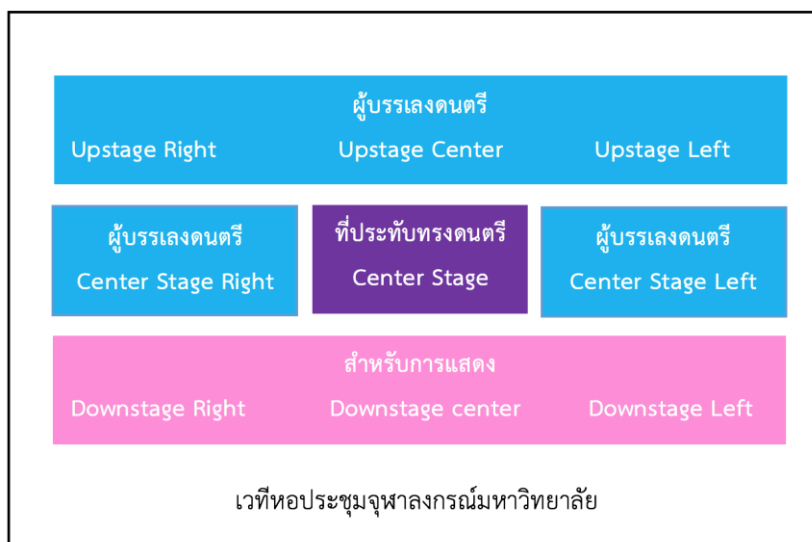 ผู้บรรเลงดนตรี
Upstage Right Upstage Center Upstage Left
ผู้บรรเลงดนตรี
Center Stage Right
ที่ประทับทรงดนตรี
Center Stage
ผู้บรรเลงดนตรี
Center Stage Left
สำหรับการแสดง
Downstage Right Downstage center Downstage Left
เวทีหอประชุมจุฬาลงกรณ์มหาวิทยาลัย